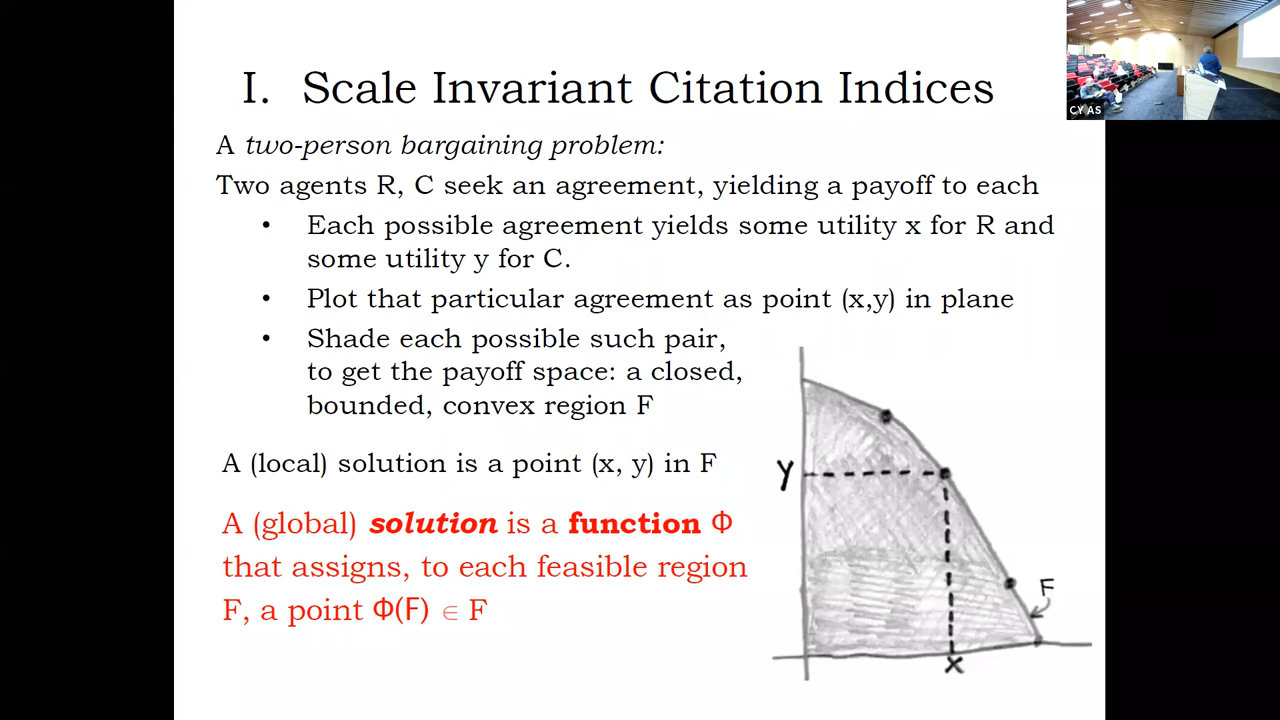 I. Scale Invariant Citation Indices
CY AS
A two-person bargaining problem:
Two agents R, C seek an agreement, yielding a payoff to each
• Each possible agreement yields some utility x for R and
some utility y for C.
• Plot that particular agreement as point (x,y) in plane
• Shade each possible such pair,
to get the payoff space: a closed,
bounded, convex region F
A (local) solution is a point (x, y) in F
A (global) solution is a function Φ
that assigns, to each feasible region
F, a point Φ(F) ∈ F
y
F
x